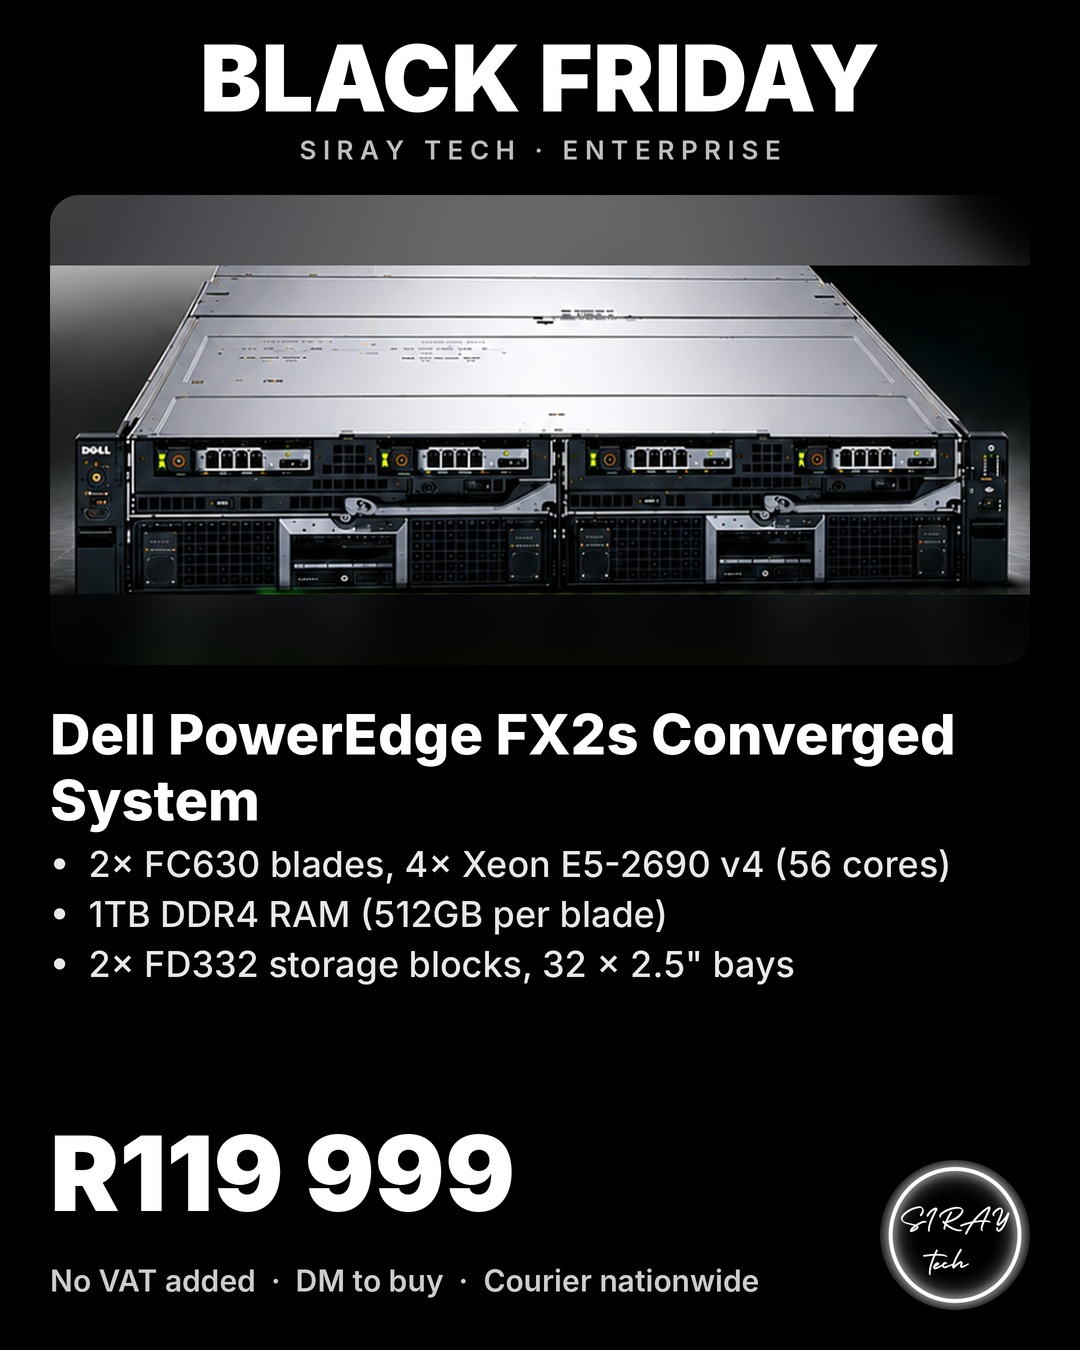 BLACK FRIDAY
SIRAY TECH · ENTERPRISE
DELL
Dell PowerEdge FX2s Converged
System
• 2× FC630 blades, 4× Xeon E5-2690 v4 (56 cores)
• 1TB DDR4 RAM (512GB per blade)
• 2× FD332 storage blocks, 32 × 2.5" bays
R119 999
No VAT added · DM to buy · Courier nationwide
SIRAY
tech